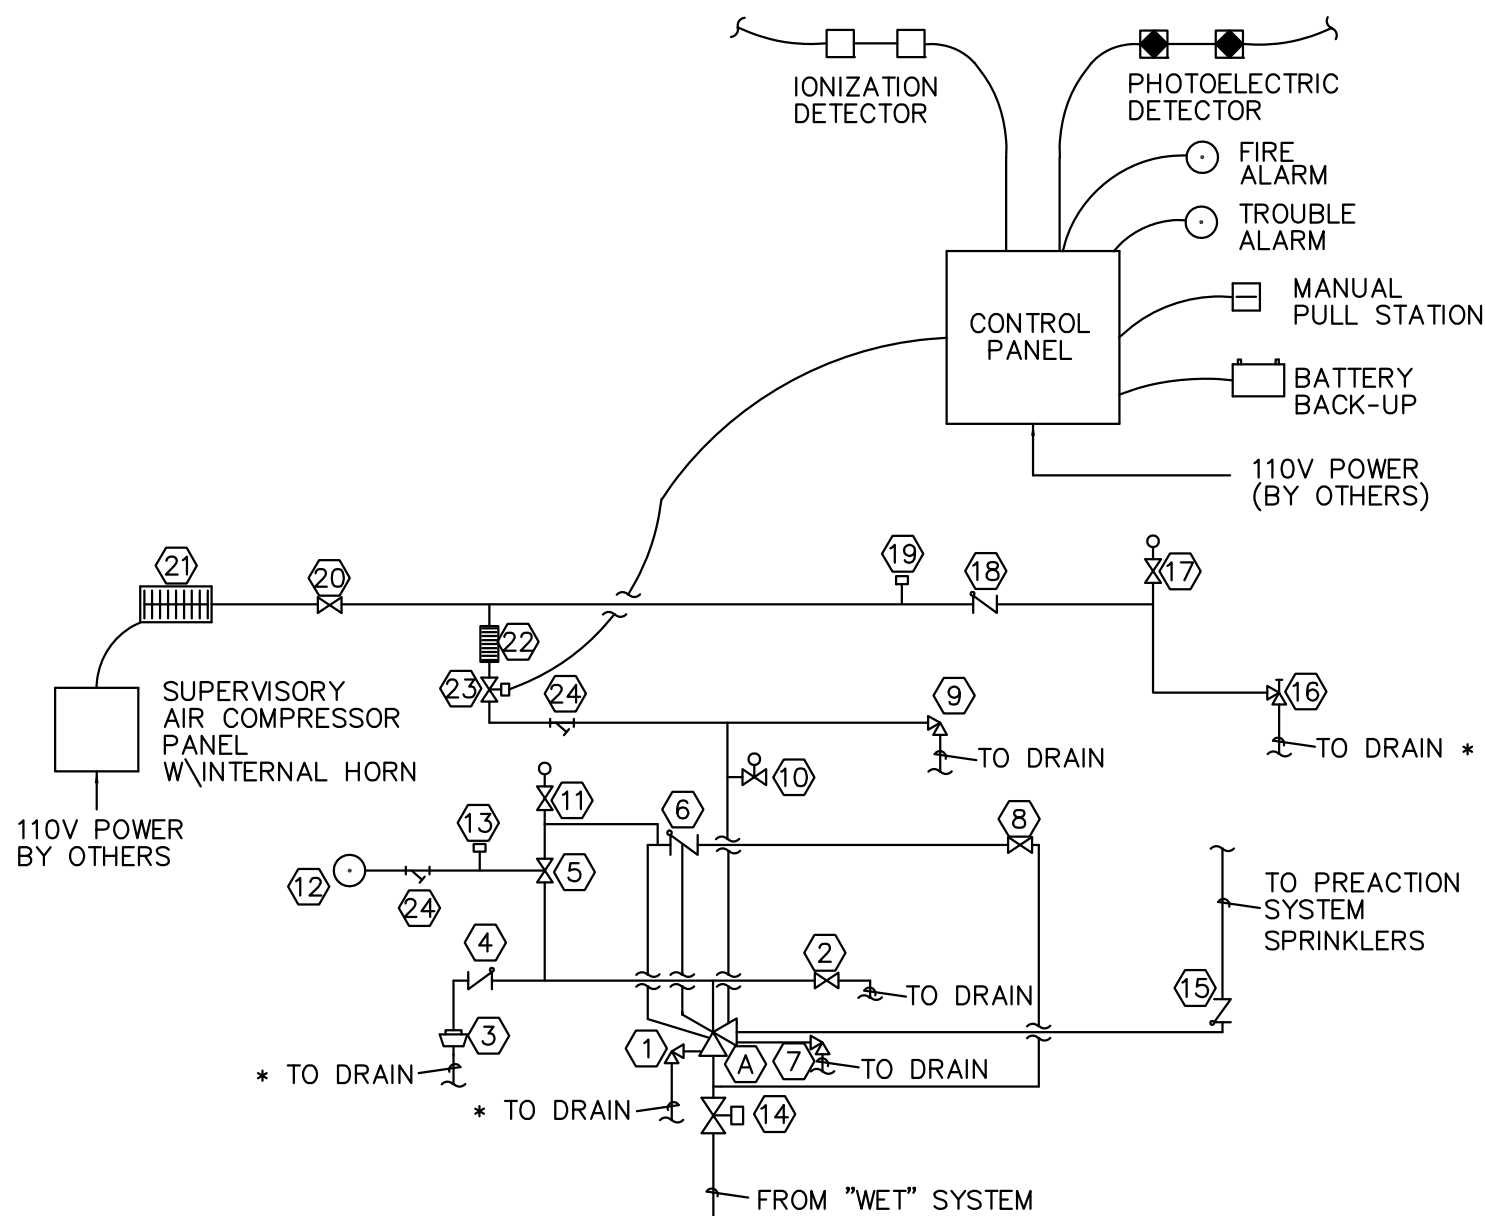 IONIZATION
DETECTOR
PHOTOELECTRIC
DETECTOR
FIRE
ALARM
TROUBLE
ALARM
MANUAL
PULL STATION
CONTROL
PANEL
BATTERY
BACK-UP
110V POWER
(BY OTHERS)
21
20
19
18
17
22
23
24
9
16
SUPERVISORY
AIR COMPRESSOR
PANEL
W\INTERNAL HORN
TO DRAIN
TO DRAIN *
10
11
6
8
13
110V POWER
BY OTHERS
12
5
24
TO PREACTION
SYSTEM
SPRINKLERS
4
2
15
TO DRAIN
3
1
A
7
TO DRAIN
* TO DRAIN
* TO DRAIN
14
FROM "WET" SYSTEM